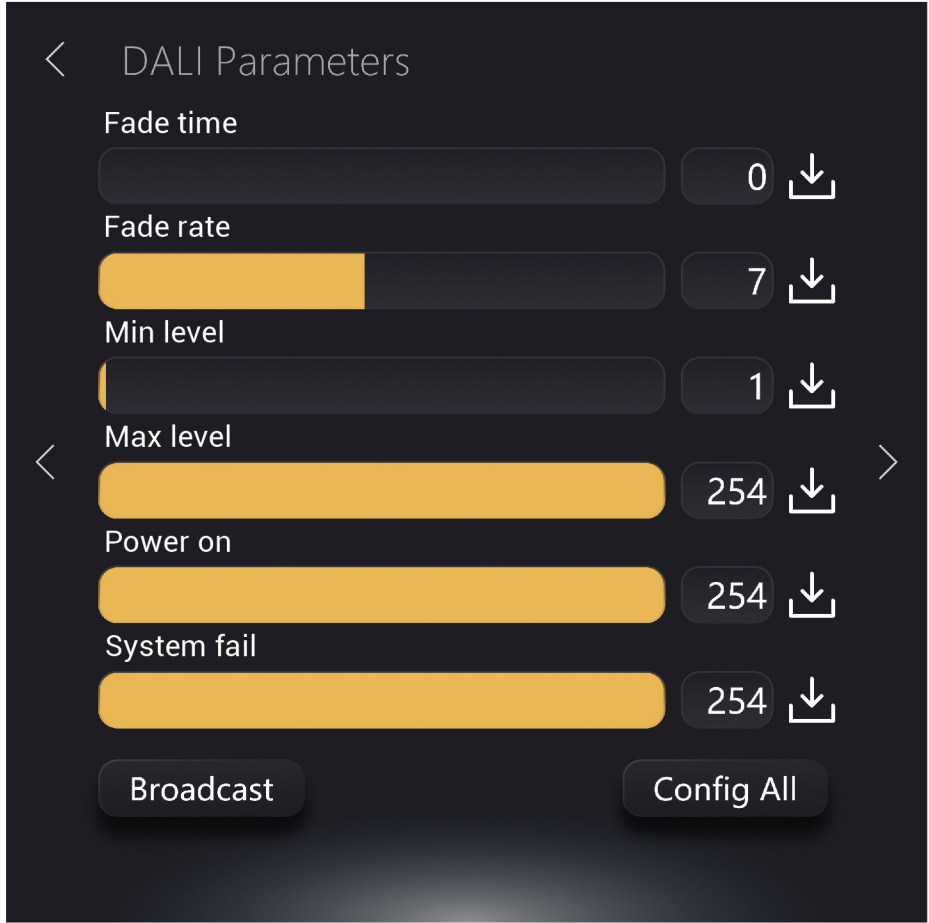 DALI Parameters
Fade time
0
Fade rate
7
Min level
1
Max level
254
Power on
254
System fail
254
Broadcast Config All